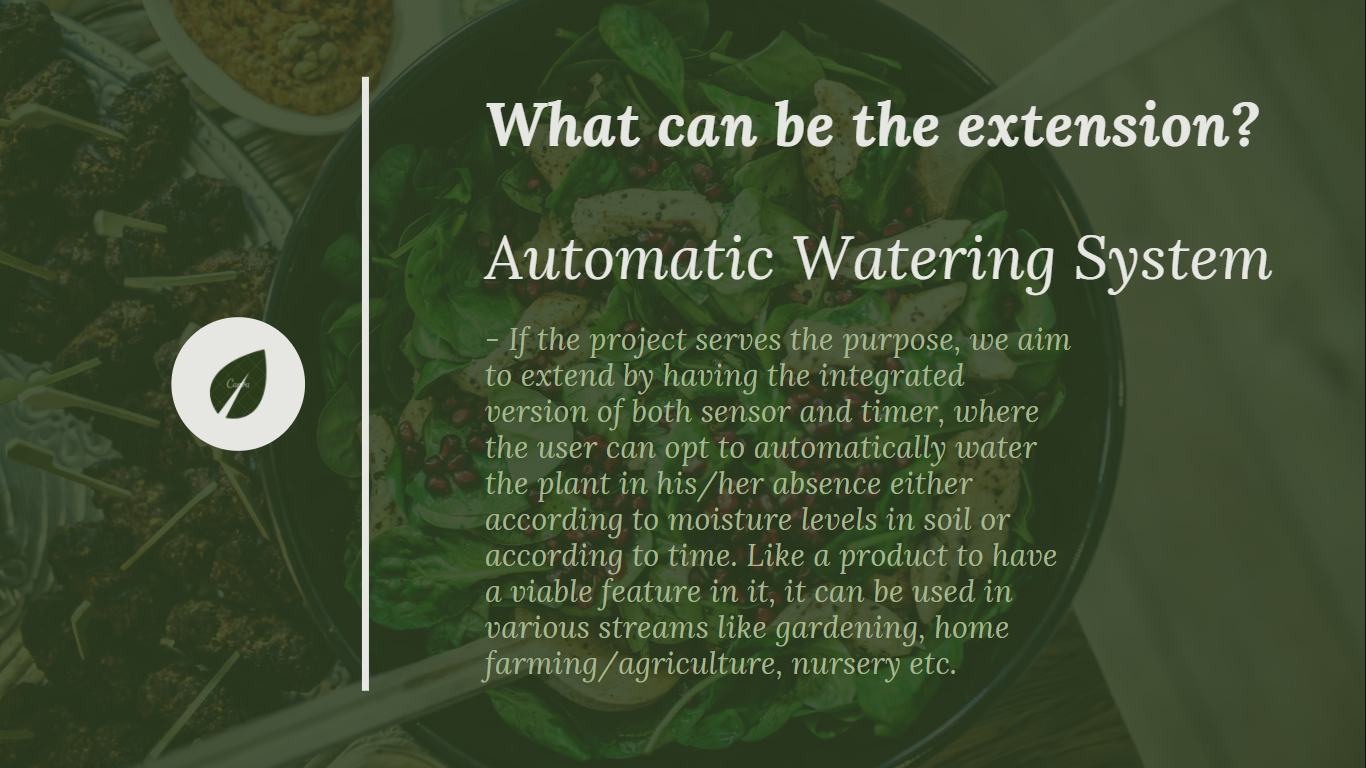 What can be the extension?
Automatic Watering System
- If the project serves the purpose, we aim
to extend by having the integrated
version of both sensor and timer, where
the user can opt to automatically water
the plant in his/her absence either
according to moisture levels in soil or
according to time. Like a product to have
a viable feature in it, it can be used in
various streams like gardening, home
farming/agriculture, nursery etc.